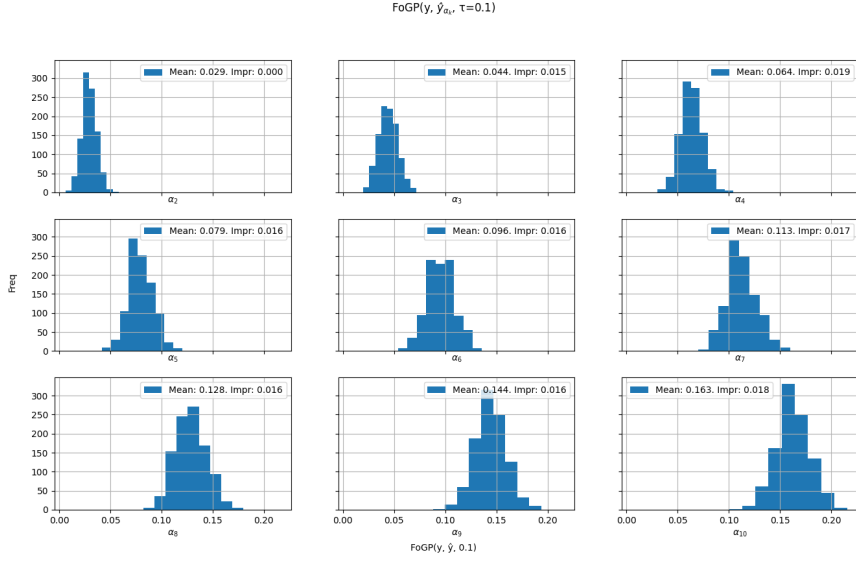 FoGP(y, ŷ_{α_k}, τ=0.1)
Mean: 0.029. Impr: 0.000
Mean: 0.044. Impr: 0.015
Mean: 0.064. Impr: 0.019
300
250
200
150
100
50
0
α₂
α₃
α₄
Mean: 0.079. Impr: 0.016
Mean: 0.096. Impr: 0.016
Mean: 0.113. Impr: 0.017
Freq
300
250
200
150
100
50
0
α₅
α₆
α₇
Mean: 0.128. Impr: 0.016
Mean: 0.144. Impr: 0.016
Mean: 0.163. Impr: 0.018
300
250
200
150
100
50
0
0.00 0.05 0.10 0.15 0.20
0.00 0.05 0.10 0.15 0.20
0.00 0.05 0.10 0.15 0.20
α₈
α₉
α₁₀
FoGP(y, ŷ, 0.1)